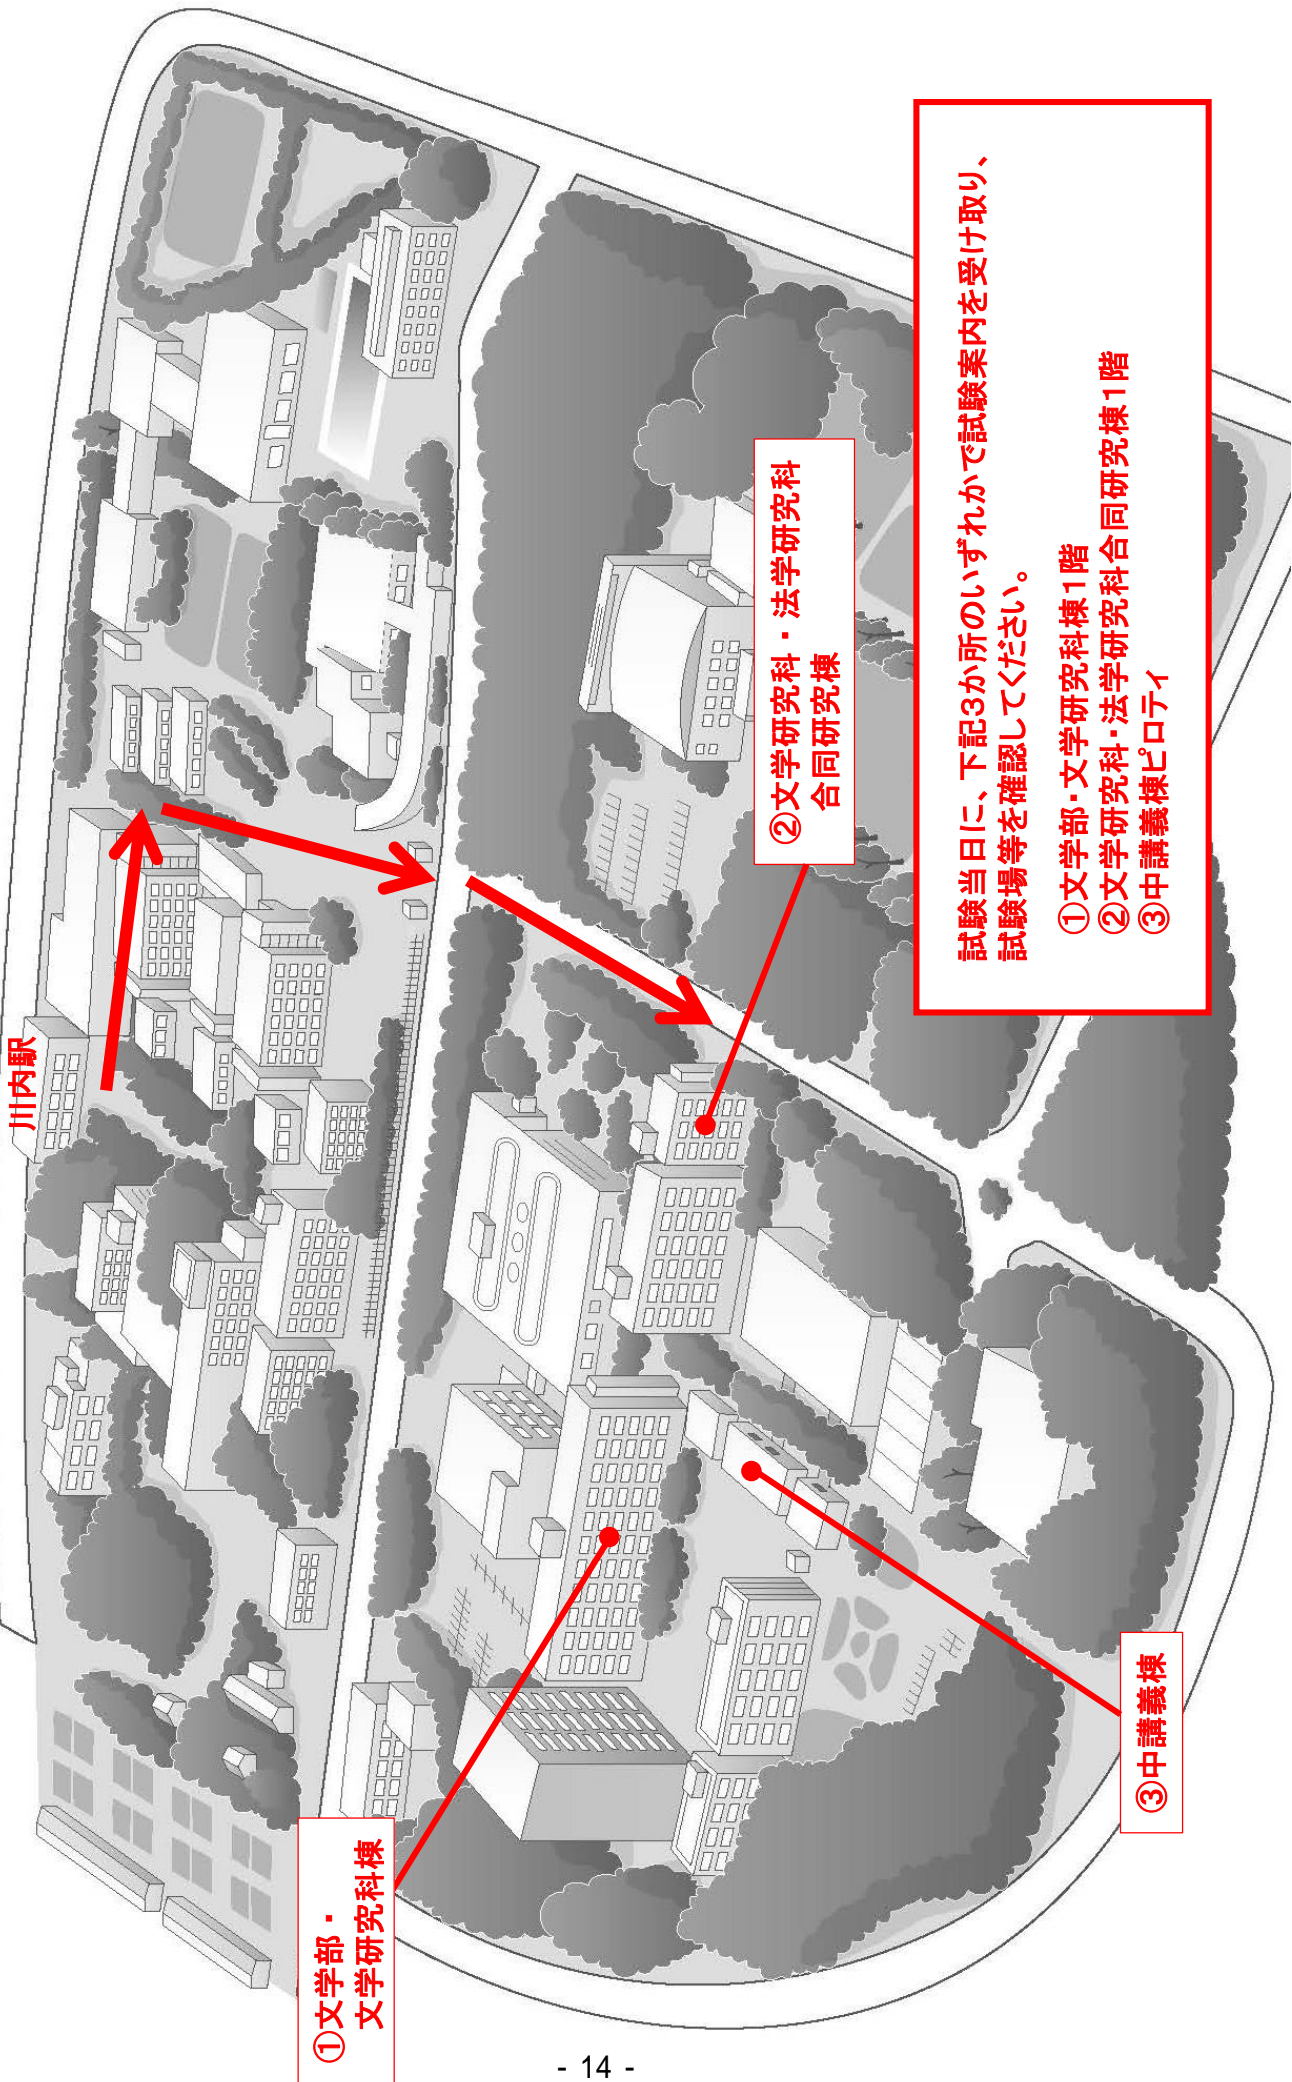 川内駅
試験当日に、下記3か所のいずれかで試験案内を受け取り、
試験場等を確認してください。
①文学部・文学研究科棟1階
②文学研究科・法学研究科合同研究棟1階
③中講義棟ピロティ
②文学研究科・法学研究科
合同研究棟
①文学部・
文学研究科棟
③中講義棟
- 14 -